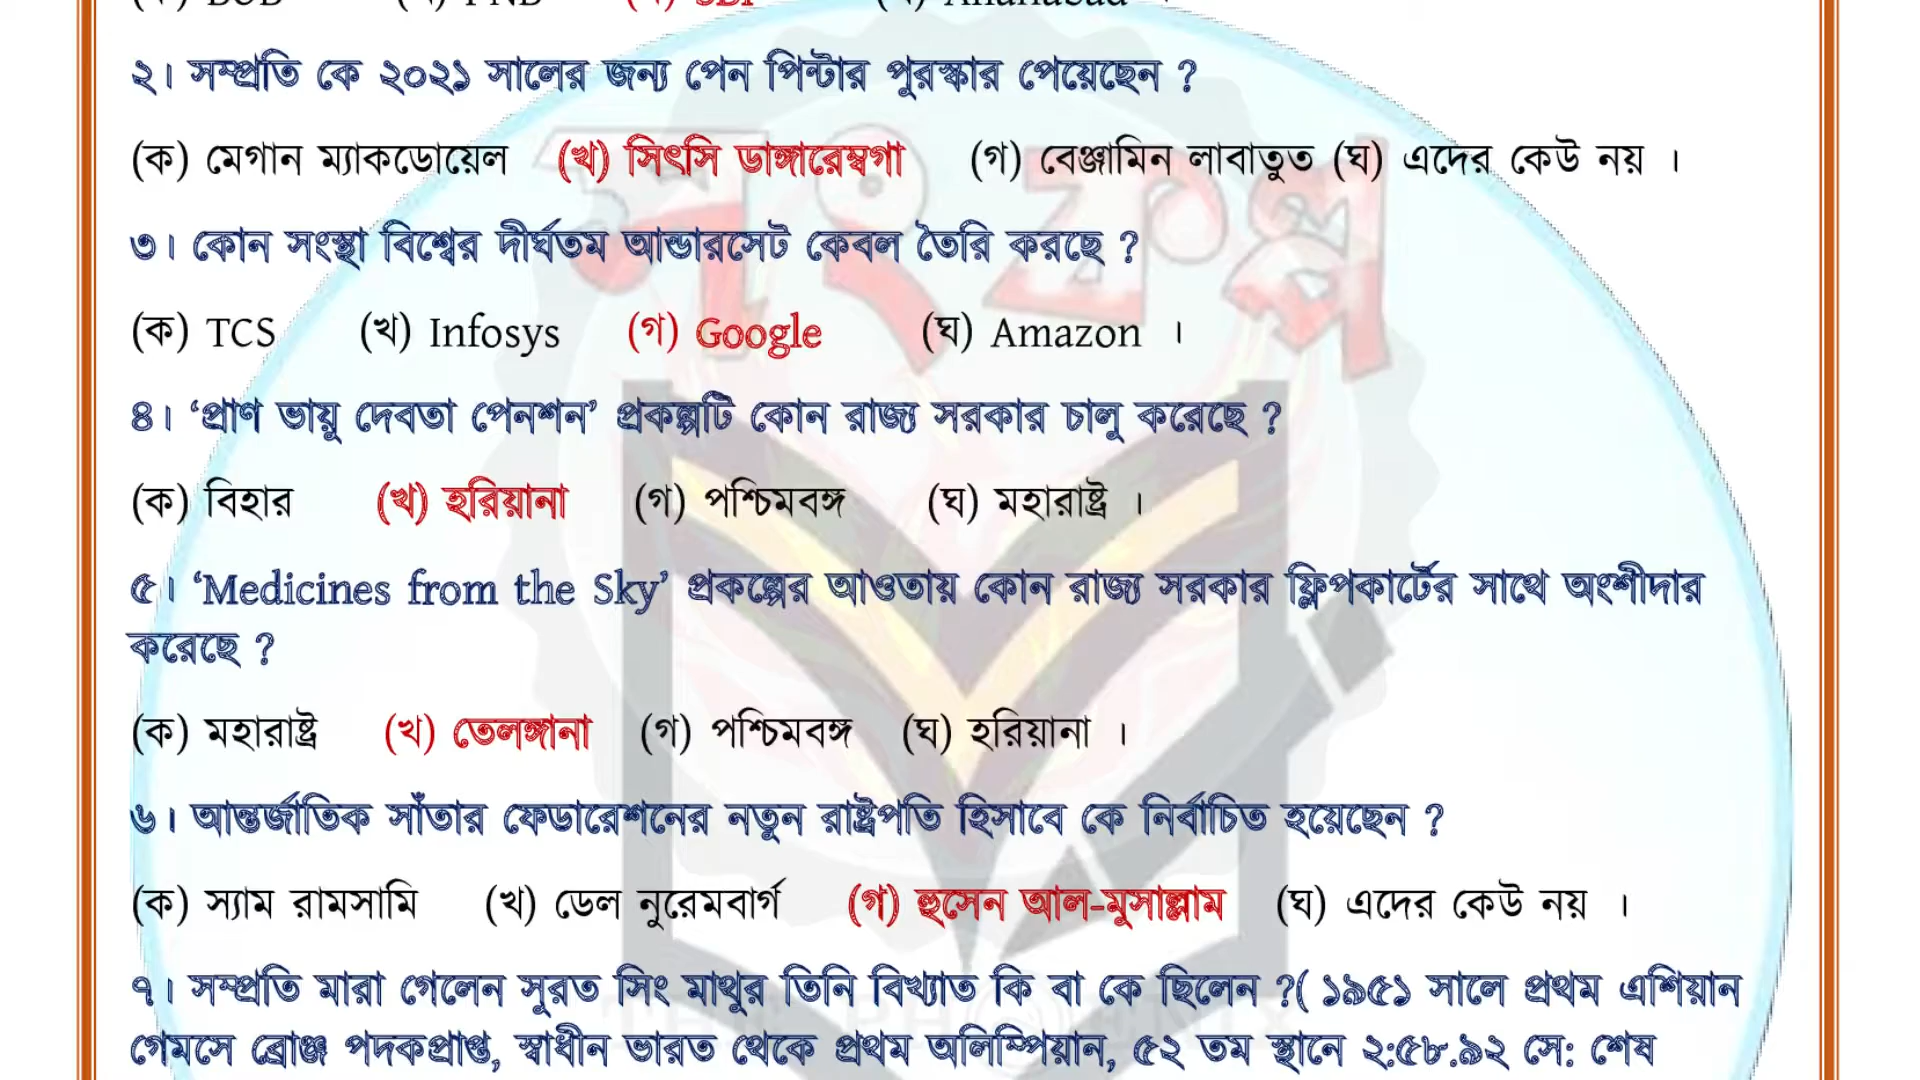 ২। সম্প্রতি কে ২০২১ সালের জন্য পেন পিন্টার পুরস্কার পেয়েছেন ?
(ক) মেগান ম্যাকডোয়েল (খ) সিৎসি ডাঙ্গারেম্বগা (গ) বেঞ্জামিন লাবাতুত (ঘ) এদের কেউ নয় ।
৩। কোন সংস্থা বিশ্বের দীর্ঘতম আন্ডারসেট কেবল তৈরি করছে ?
(ক) TCS (খ) Infosys (গ) Google (ঘ) Amazon ।
৪। ‘প্রাণ ভায়ু দেবতা পেনশন’ প্রকল্পটি কোন রাজ্য সরকার চালু করেছে ?
(ক) বিহার (খ) হরিয়ানা (গ) পশ্চিমবঙ্গ (ঘ) মহারাষ্ট্র ।
৫। ‘Medicines from the Sky’ প্রকল্পের আওতায় কোন রাজ্য সরকার ফ্লিপকার্টের সাথে অংশীদার
করেছে ?
(ক) মহারাষ্ট্র (খ) তেলঙ্গানা (গ) পশ্চিমবঙ্গ (ঘ) হরিয়ানা ।
৬। আন্তর্জাতিক সাঁতার ফেডারেশনের নতুন রাষ্ট্রপতি হিসাবে কে নির্বাচিত হয়েছেন ?
(ক) স্যাম রামসামি (খ) ডেল নুরেমবার্গ (গ) হুসেন আল-মুসাল্লাম (ঘ) এদের কেউ নয় ।
৭। সম্প্রতি মারা গেলেন সূরত সিং মাথুর তিনি বিখ্যাত কি বা কে ছিলেন ?( ১৯৫১ সালে প্রথম এশিয়ান
গেমসে ব্রোঞ্জ পদকপ্রাপ্ত, স্বাধীন ভারত থেকে প্রথম অলিম্পিয়ান, ৫২ তম স্থানে ২:৫৮.৯২ সে: শেষ